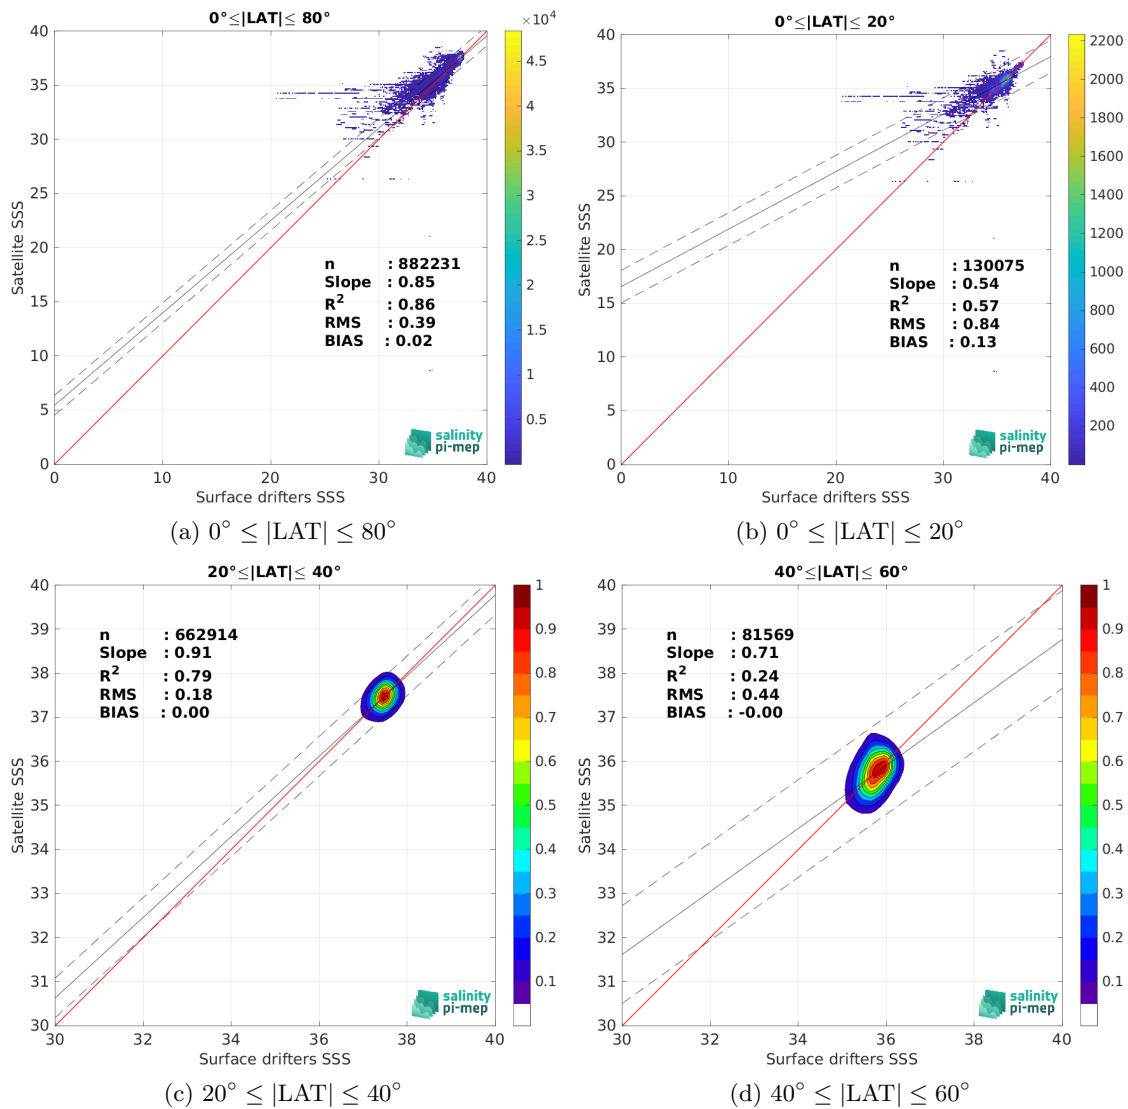 0°≤|LAT|≤ 80°
×10⁴
40
35
30
25
20
15
10
5
0
Satellite SSS
n : 882231
Slope : 0.85
R² : 0.86
RMS : 0.39
BIAS : 0.02
salinity
pi-mep
0 10 20 30 40
Surface drifters SSS
4.5
4
3.5
3
2.5
2
1.5
1
0.5
(a) 0° ≤ |LAT| ≤ 80°
0°≤|LAT|≤ 20°
40
35
30
25
20
15
10
5
0
Satellite SSS
n : 130075
Slope : 0.54
R² : 0.57
RMS : 0.84
BIAS : 0.13
salinity
pi-mep
0 10 20 30 40
Surface drifters SSS
2200
2000
1800
1600
1400
1200
1000
800
600
400
200
(b) 0° ≤ |LAT| ≤ 20°
20°≤|LAT|≤ 40°
40
39
38
37
36
35
34
33
32
31
30
Satellite SSS
n : 662914
Slope : 0.91
R² : 0.79
RMS : 0.18
BIAS : 0.00
salinity
pi-mep
30 32 34 36 38 40
Surface drifters SSS
1
0.9
0.8
0.7
0.6
0.5
0.4
0.3
0.2
0.1
(c) 20° ≤ |LAT| ≤ 40°
40°≤|LAT|≤ 60°
40
39
38
37
36
35
34
33
32
31
30
Satellite SSS
n : 81569
Slope : 0.71
R² : 0.24
RMS : 0.44
BIAS : -0.00
salinity
pi-mep
30 32 34 36 38 40
Surface drifters SSS
1
0.9
0.8
0.7
0.6
0.5
0.4
0.3
0.2
0.1
(d) 40° ≤ |LAT| ≤ 60°